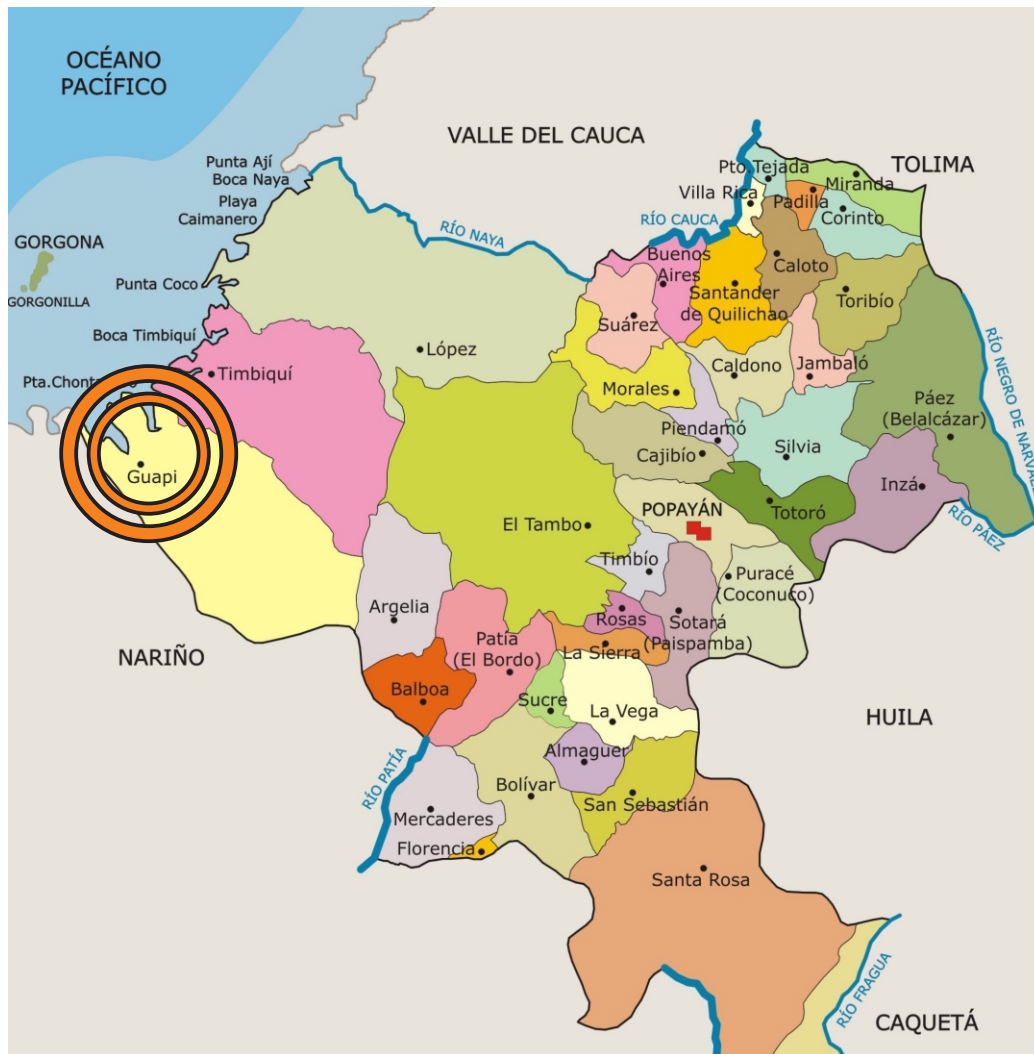 OCÉANO
PACÍFICO
VALLE DEL CAUCA
TOLIMA
Punta Ají
Boca Naya
Playa
Caimanero
GORGONA
GORGONILLA
Punta Coco
Boca Timbiquí
Pta.Chont
RÍO NAYA
RÍO CAUCA
Pto.Tejada
Villa Rica
Miranda
Padilla
Corinto
Buenos
Aires
Caloto
Santander
de Quilichao
Toribío
Suárez
López
Timbiquí
Caldono
Jambaló
Morales
Páez
(Belalcázar)
RÍO NEGRO DE NARVAÉZ
Piendamó
Cajibío
Silvia
Guapi
Inzá
Totoró
POPAYÁN
El Tambo
RÍO PÁEZ
Timbío
Puracé
(Coconuco)
Argelia
Rosas
Sotará
(Paispamba)
NARIÑO
Patía
(El Bordo)
La Sierra
Balboa
Sucre
La Vega
HUILA
Almaguer
RÍO PATÍA
Bolívar
San Sebastián
Mercaderes
Florencia
Santa Rosa
RÍO FRAGUA
CAQUETÁ